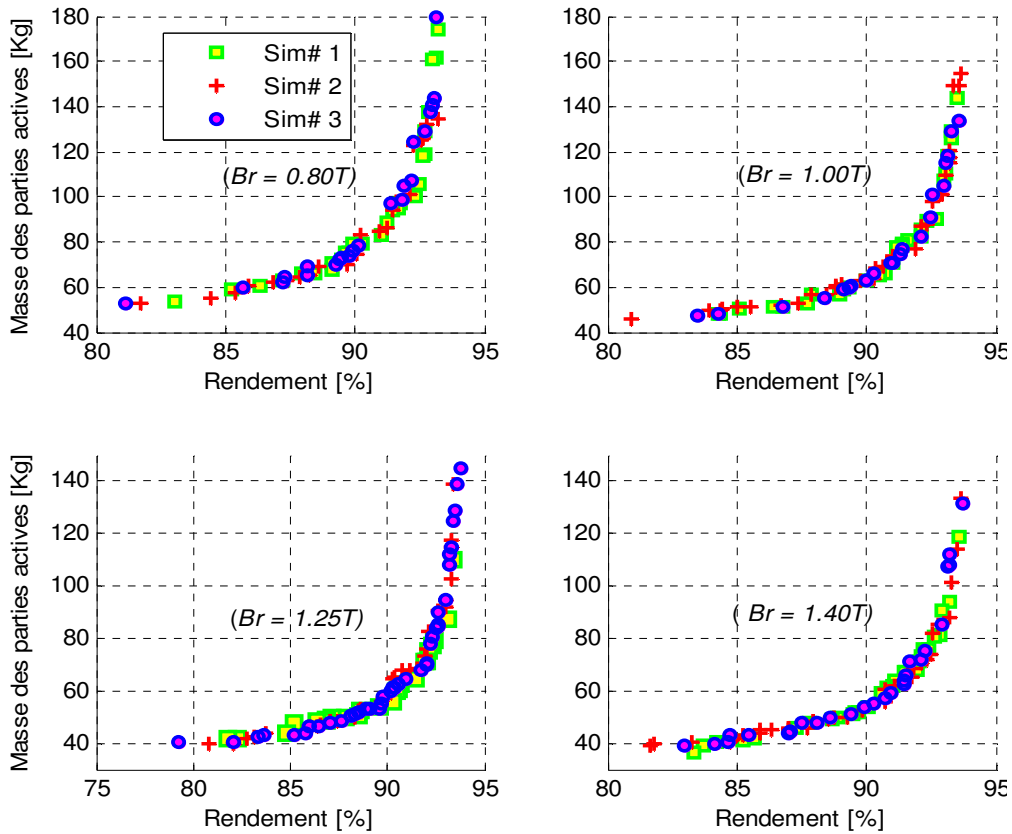 Masse des parties actives [Kg]
180
160
140
120
100
80
60
40
Sim# 1
Sim# 2
Sim# 3
(Br = 0.80T)
80 85 90 95
Rendement [%]
180
160
140
120
100
80
60
40
(Br = 1.00T)
80 85 90 95
Rendement [%]
Masse des parties actives [Kg]
140
120
100
80
60
40
(Br = 1.25T)
75 80 85 90 95
Rendement [%]
140
120
100
80
60
40
( Br = 1.40T)
80 85 90 95
Rendement [%]